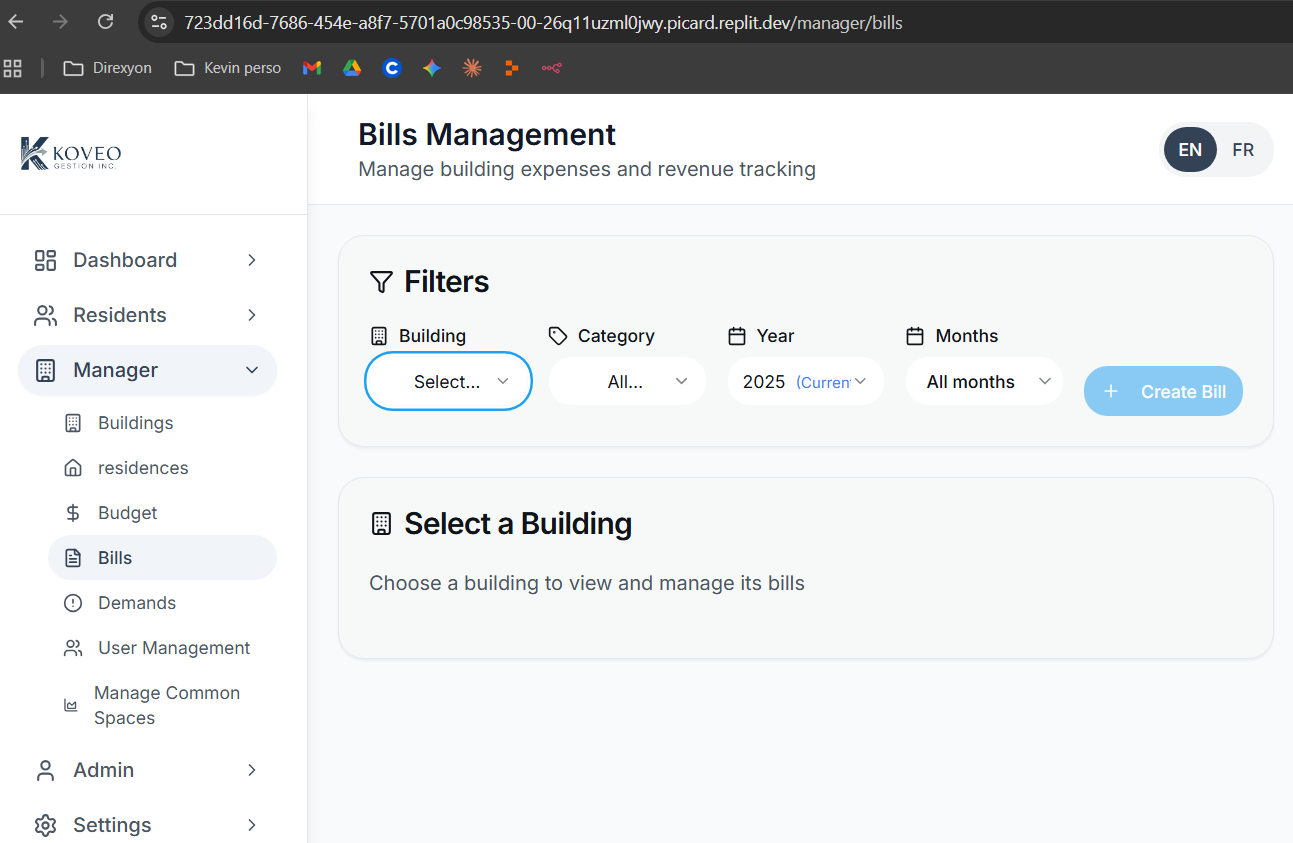 723dd16d-7686-454e-a8f7-5701a0c98535-00-26q11uzml0jwy.picard.replit.dev/manager/bills
Direxyon Kevin perso
KOVEO
GESTION INC.
Bills Management
Manage building expenses and revenue tracking
EN FR
Dashboard
Residents
Manager
Buildings
residences
Budget
Bills
Demands
User Management
Manage Common
Spaces
Admin
Settings
Filters
Building Category Year Months
Select... All... 2025 (Curren All months
Create Bill
Select a Building
Choose a building to view and manage its bills